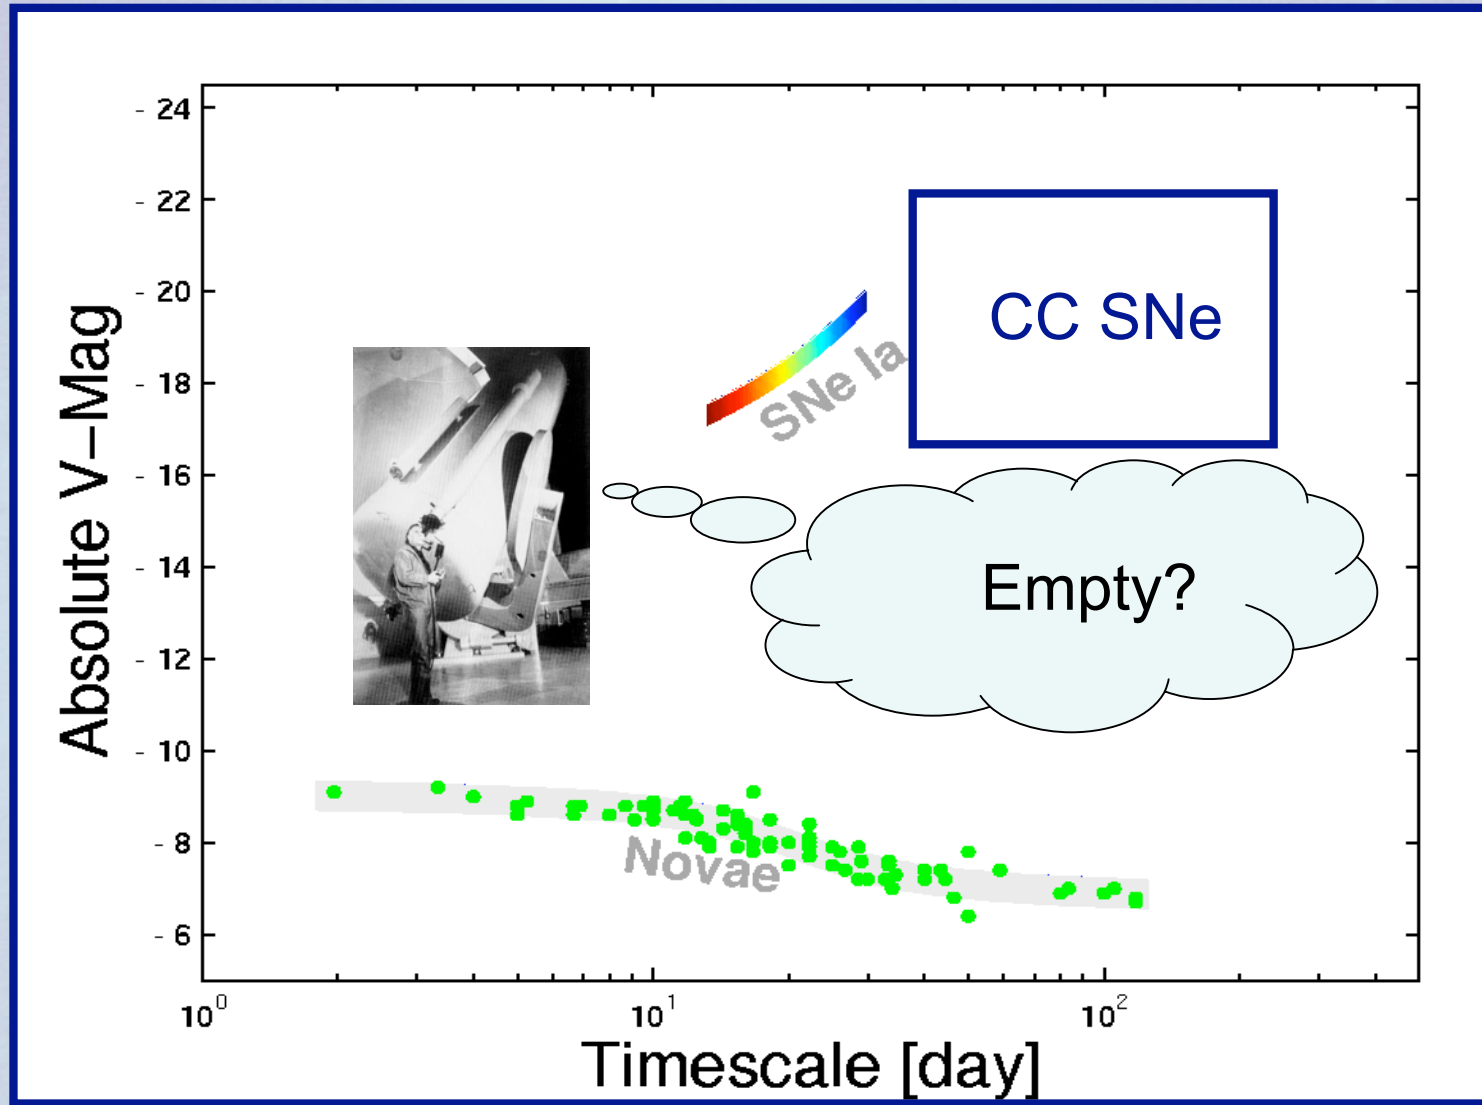 Absolute V-Mag
- 24
- 22
- 20
- 18
- 16
- 14
- 12
- 10
- 8
- 6
CC SNe
SNe Ia
Empty?
Novae
10^0
10^1
10^2
Timescale [day]